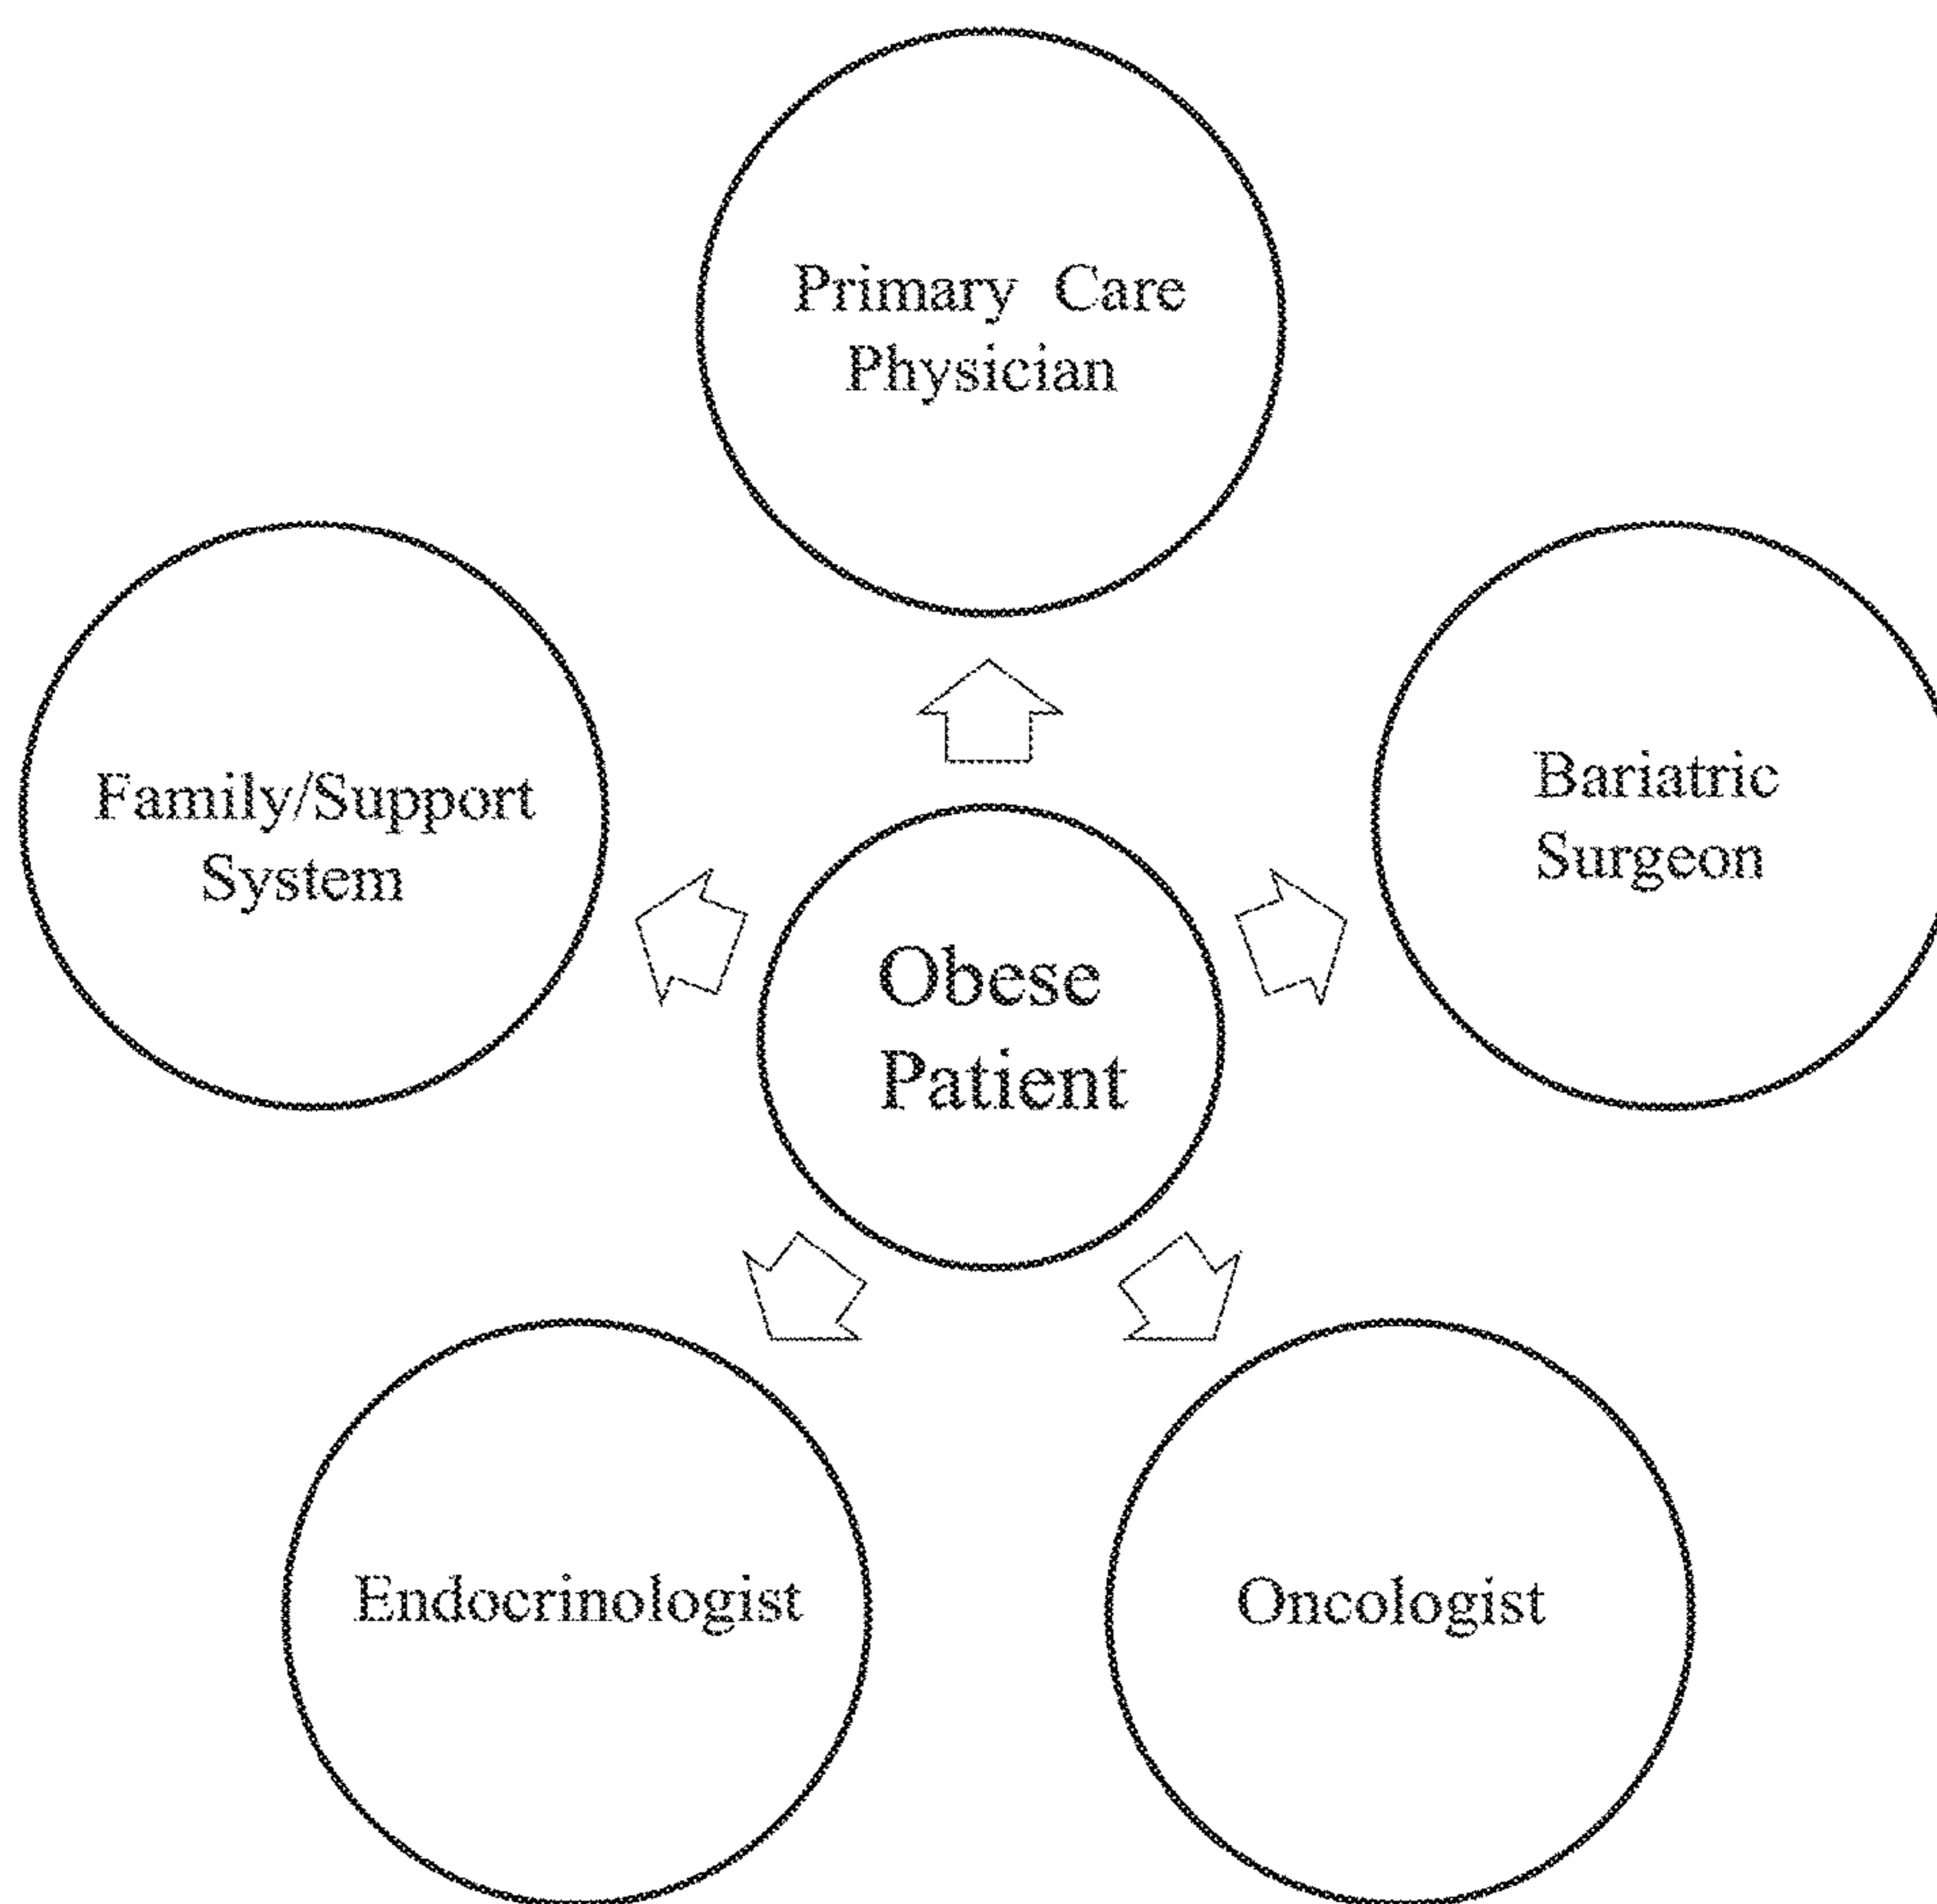 Primary Care
Physician
Family/Support
System
Bariatric
Surgeon
Obese
Patient
Endocrinologist
Oncologist